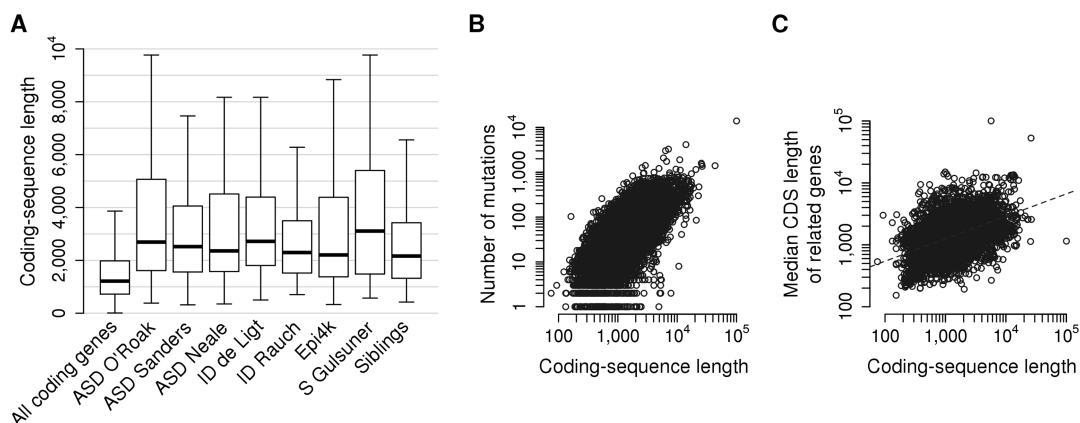 A
Coding-sequence length
10^4
8,000
6,000
4,000
2,000
0
All coding genes
ASD O'Roak
ASD Sanders
ASD Neale
ID de Ligt
ID Rauch
Epi4k
S Gulsuner
Siblings
B
Number of mutations
10^4
1,000
100
10
1
100
1,000
10^4
10^5
Coding-sequence length
C
Median CDS length
of related genes
10^5
10^4
1,000
100
100
1,000
10^4
10^5
Coding-sequence length